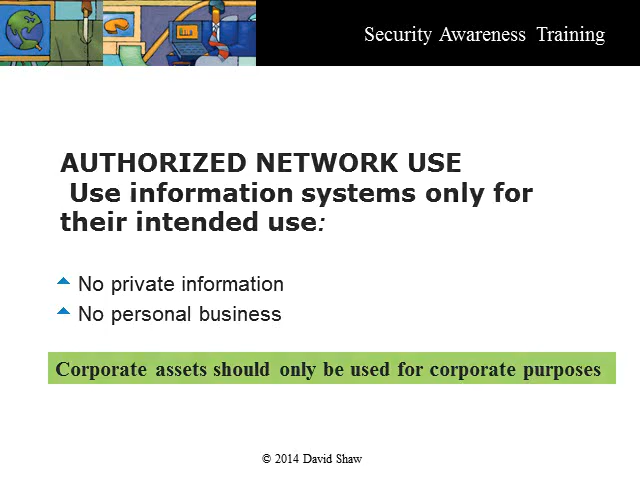 Security Awareness Training
AUTHORIZED NETWORK USE
Use information systems only for
their intended use:
No private information
No personal business
Corporate assets should only be used for corporate purposes
© 2014 David Shaw